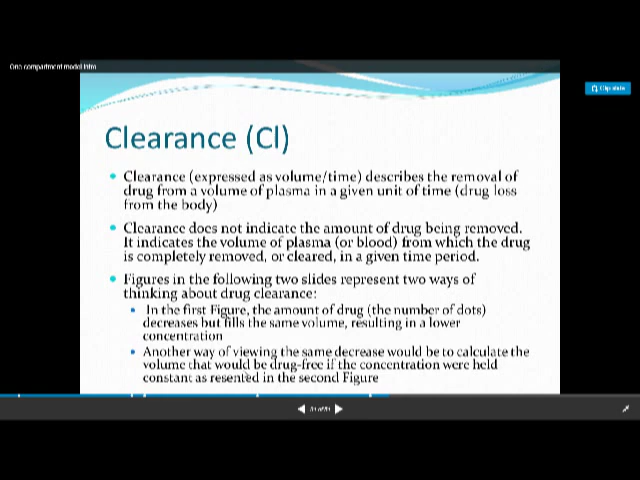 One compartment model intro
Clip slide
Clearance (Cl)
Clearance (expressed as volume/time) describes the removal of
drug from a volume of plasma in a given unit of time (drug loss
from the body)
Clearance does not indicate the amount of drug being removed.
It indicates the volume of plasma (or blood) from which the drug
is completely removed, or cleared, in a given time period.
Figures in the following two slides represent two ways of
thinking about drug clearance:
In the first Figure, the amount of drug (the number of dots)
decreases but fills the same volume, resulting in a lower
concentration
Another way of viewing the same decrease would be to calculate the
volume that would be drug-free if the concentration were held
constant as resented in the second Figure